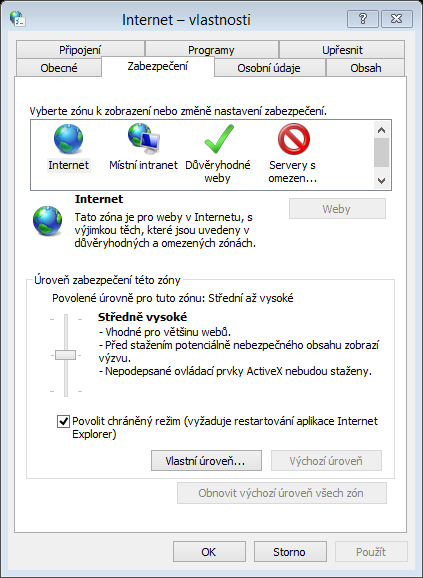 Internet – vlastnosti
Připojení Programy Upřesnit
Obecné Zabezpečení Osobní údaje Obsah
Vyberte zónu k zobrazení nebo změně nastavení zabezpečení.
Internet Místní intranet Důvěryhodné Servery s
weby omezen...
Internet
Weby
Tato zóna je pro weby v Internetu, s
výjimkou těch, které jsou uvedeny v
důvěryhodných a omezených zónách.
Úroveň zabezpečení této zóny
Povolené úrovně pro tuto zónu: Střední až vysoké
Středně vysoké
- Vhodné pro většinu webů.
- Před stažením potenciálně nebezpečného obsahu zobrazí
výzvu.
- Nepodepsané ovládací prvky ActiveX nebudou staženy.
Povolit chráněný režim (vyžaduje restartování aplikace Internet
Explorer)
Vlastní úroveň... Výchozí úroveň
Obnovit výchozí úroveň všech zón
OK Storno Použít